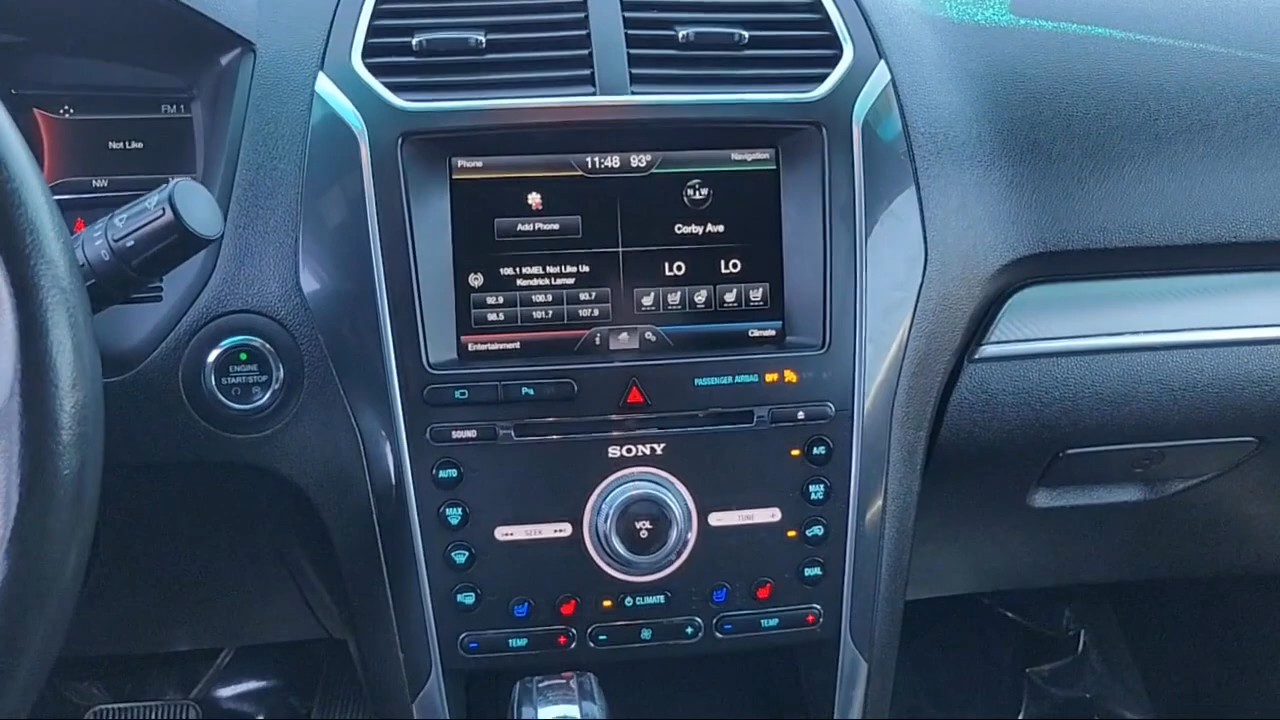 FM 1
Not Like
NW
Phone
11:48 93°
Navigation
Add Phone
N W
Corby Ave
106.1 KMEL Not Like Us
Kendrick Lamar
92.9 100.9 93.7
98.5 101.7 107.9
LO LO
Entertainment
i
Climate
ENGINE
START/STOP
P
PASSENGER AIRBAG OFF
SOUND
SONY
AUTO
A/C
MAX
MAX
A/C
SEEK
VOL
- TUNE +
DUAL
CLIMATE
- TEMP +
- +
- TEMP +